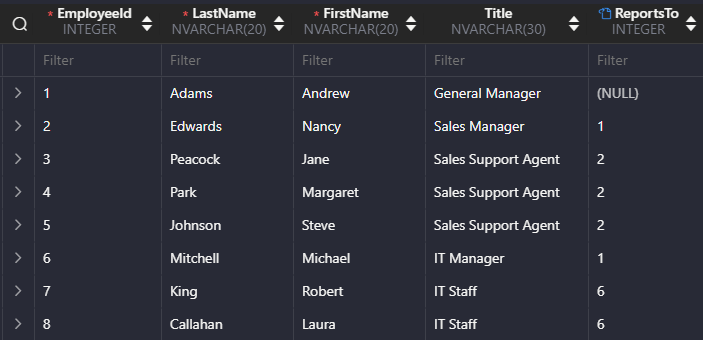 * EmployeeId * LastName * FirstName Title ReportsTo
INTEGER NVARCHAR(20) NVARCHAR(20) NVARCHAR(30) INTEGER
Filter Filter Filter Filter Filter
1 Adams Andrew General Manager (NULL)
2 Edwards Nancy Sales Manager 1
3 Peacock Jane Sales Support Agent 2
4 Park Margaret Sales Support Agent 2
5 Johnson Steve Sales Support Agent 2
6 Mitchell Michael IT Manager 1
7 King Robert IT Staff 6
8 Callahan Laura IT Staff 6